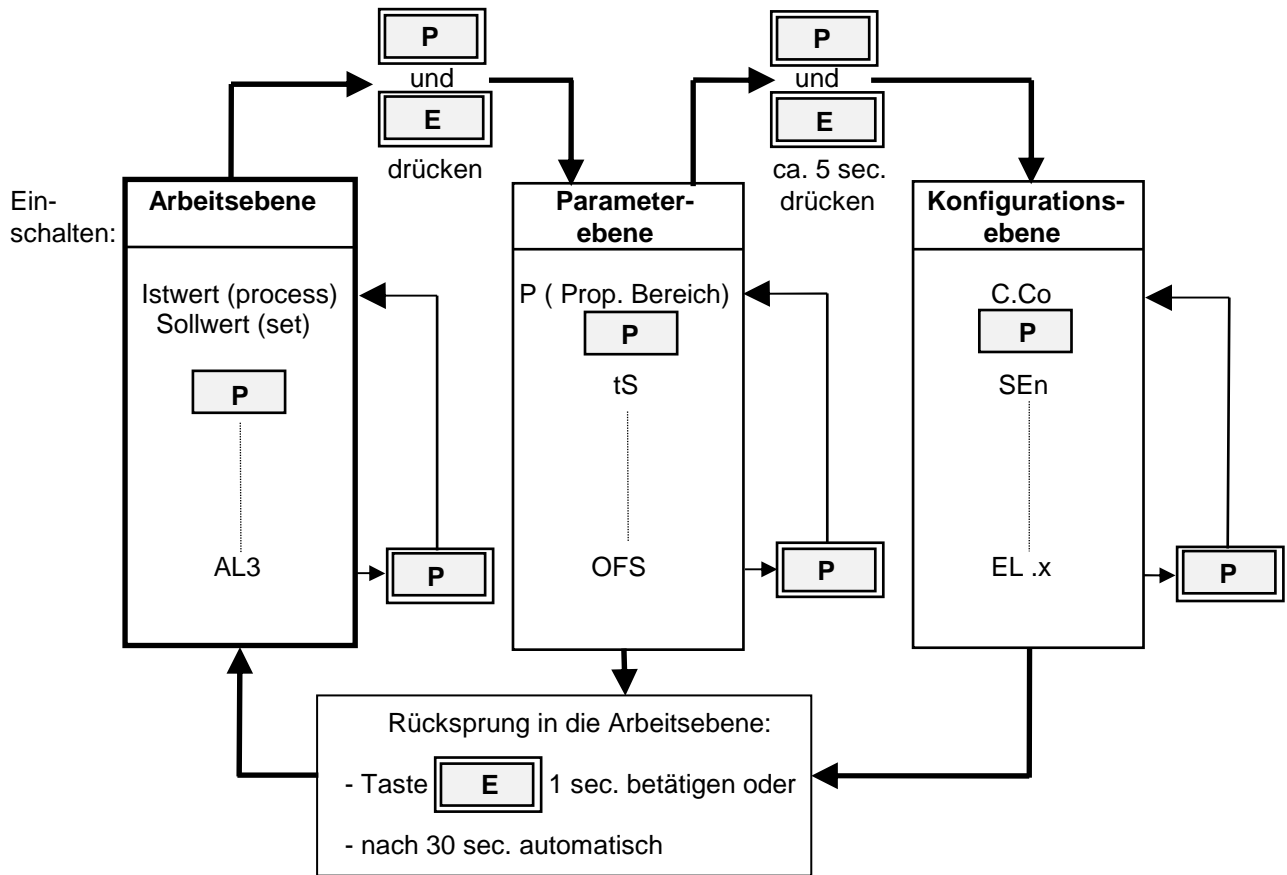 P
und
E
drücken
P
und
E
ca. 5 sec.
drücken
Ein-
schalten:
Arbeitsebene
Istwert (process)
Sollwert (set)
P
AL3
P
Parameter-
ebene
P ( Prop. Bereich)
P
tS
OFS
P
Konfigurations-
ebene
C.Co
P
SEn
EL .x
P
Rücksprung in die Arbeitsebene:
- Taste E 1 sec. betätigen oder
- nach 30 sec. automatisch